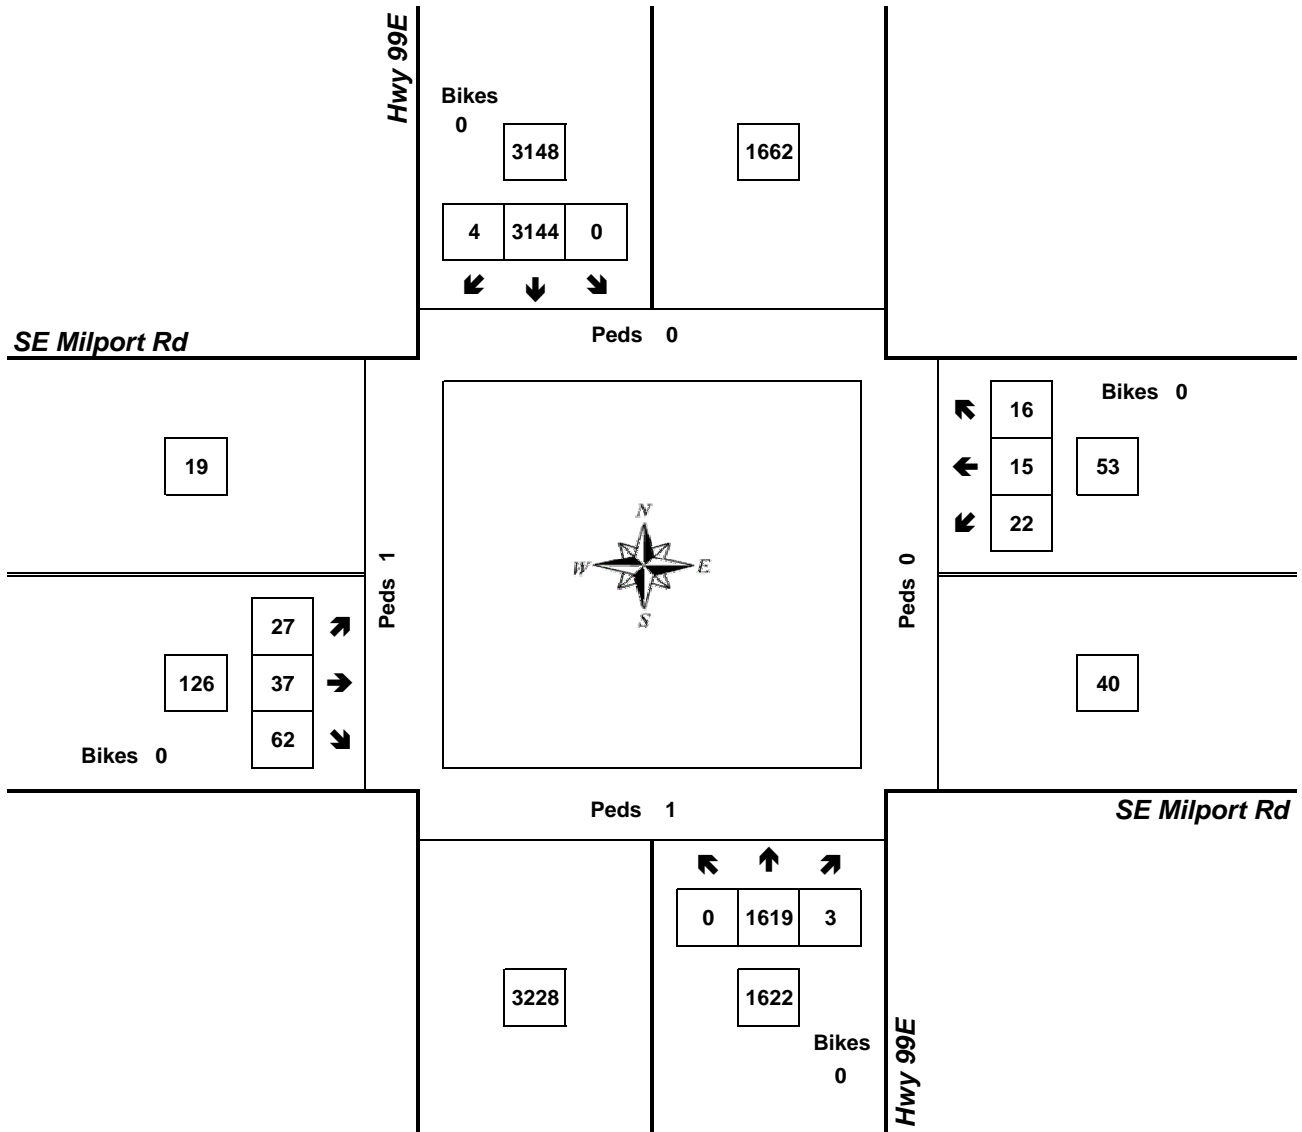 Hwy 99E
Bikes
0
3148
1662
4 3144 0
Peds 0
SE Milport Rd
Bikes 0
16
19
15
53
22
N
W E
S
Peds 1
Peds 0
27
126
37
40
62
Bikes 0
Peds 1
SE Milport Rd
0 1619 3
3228
1622
Bikes
0
Hwy 99E